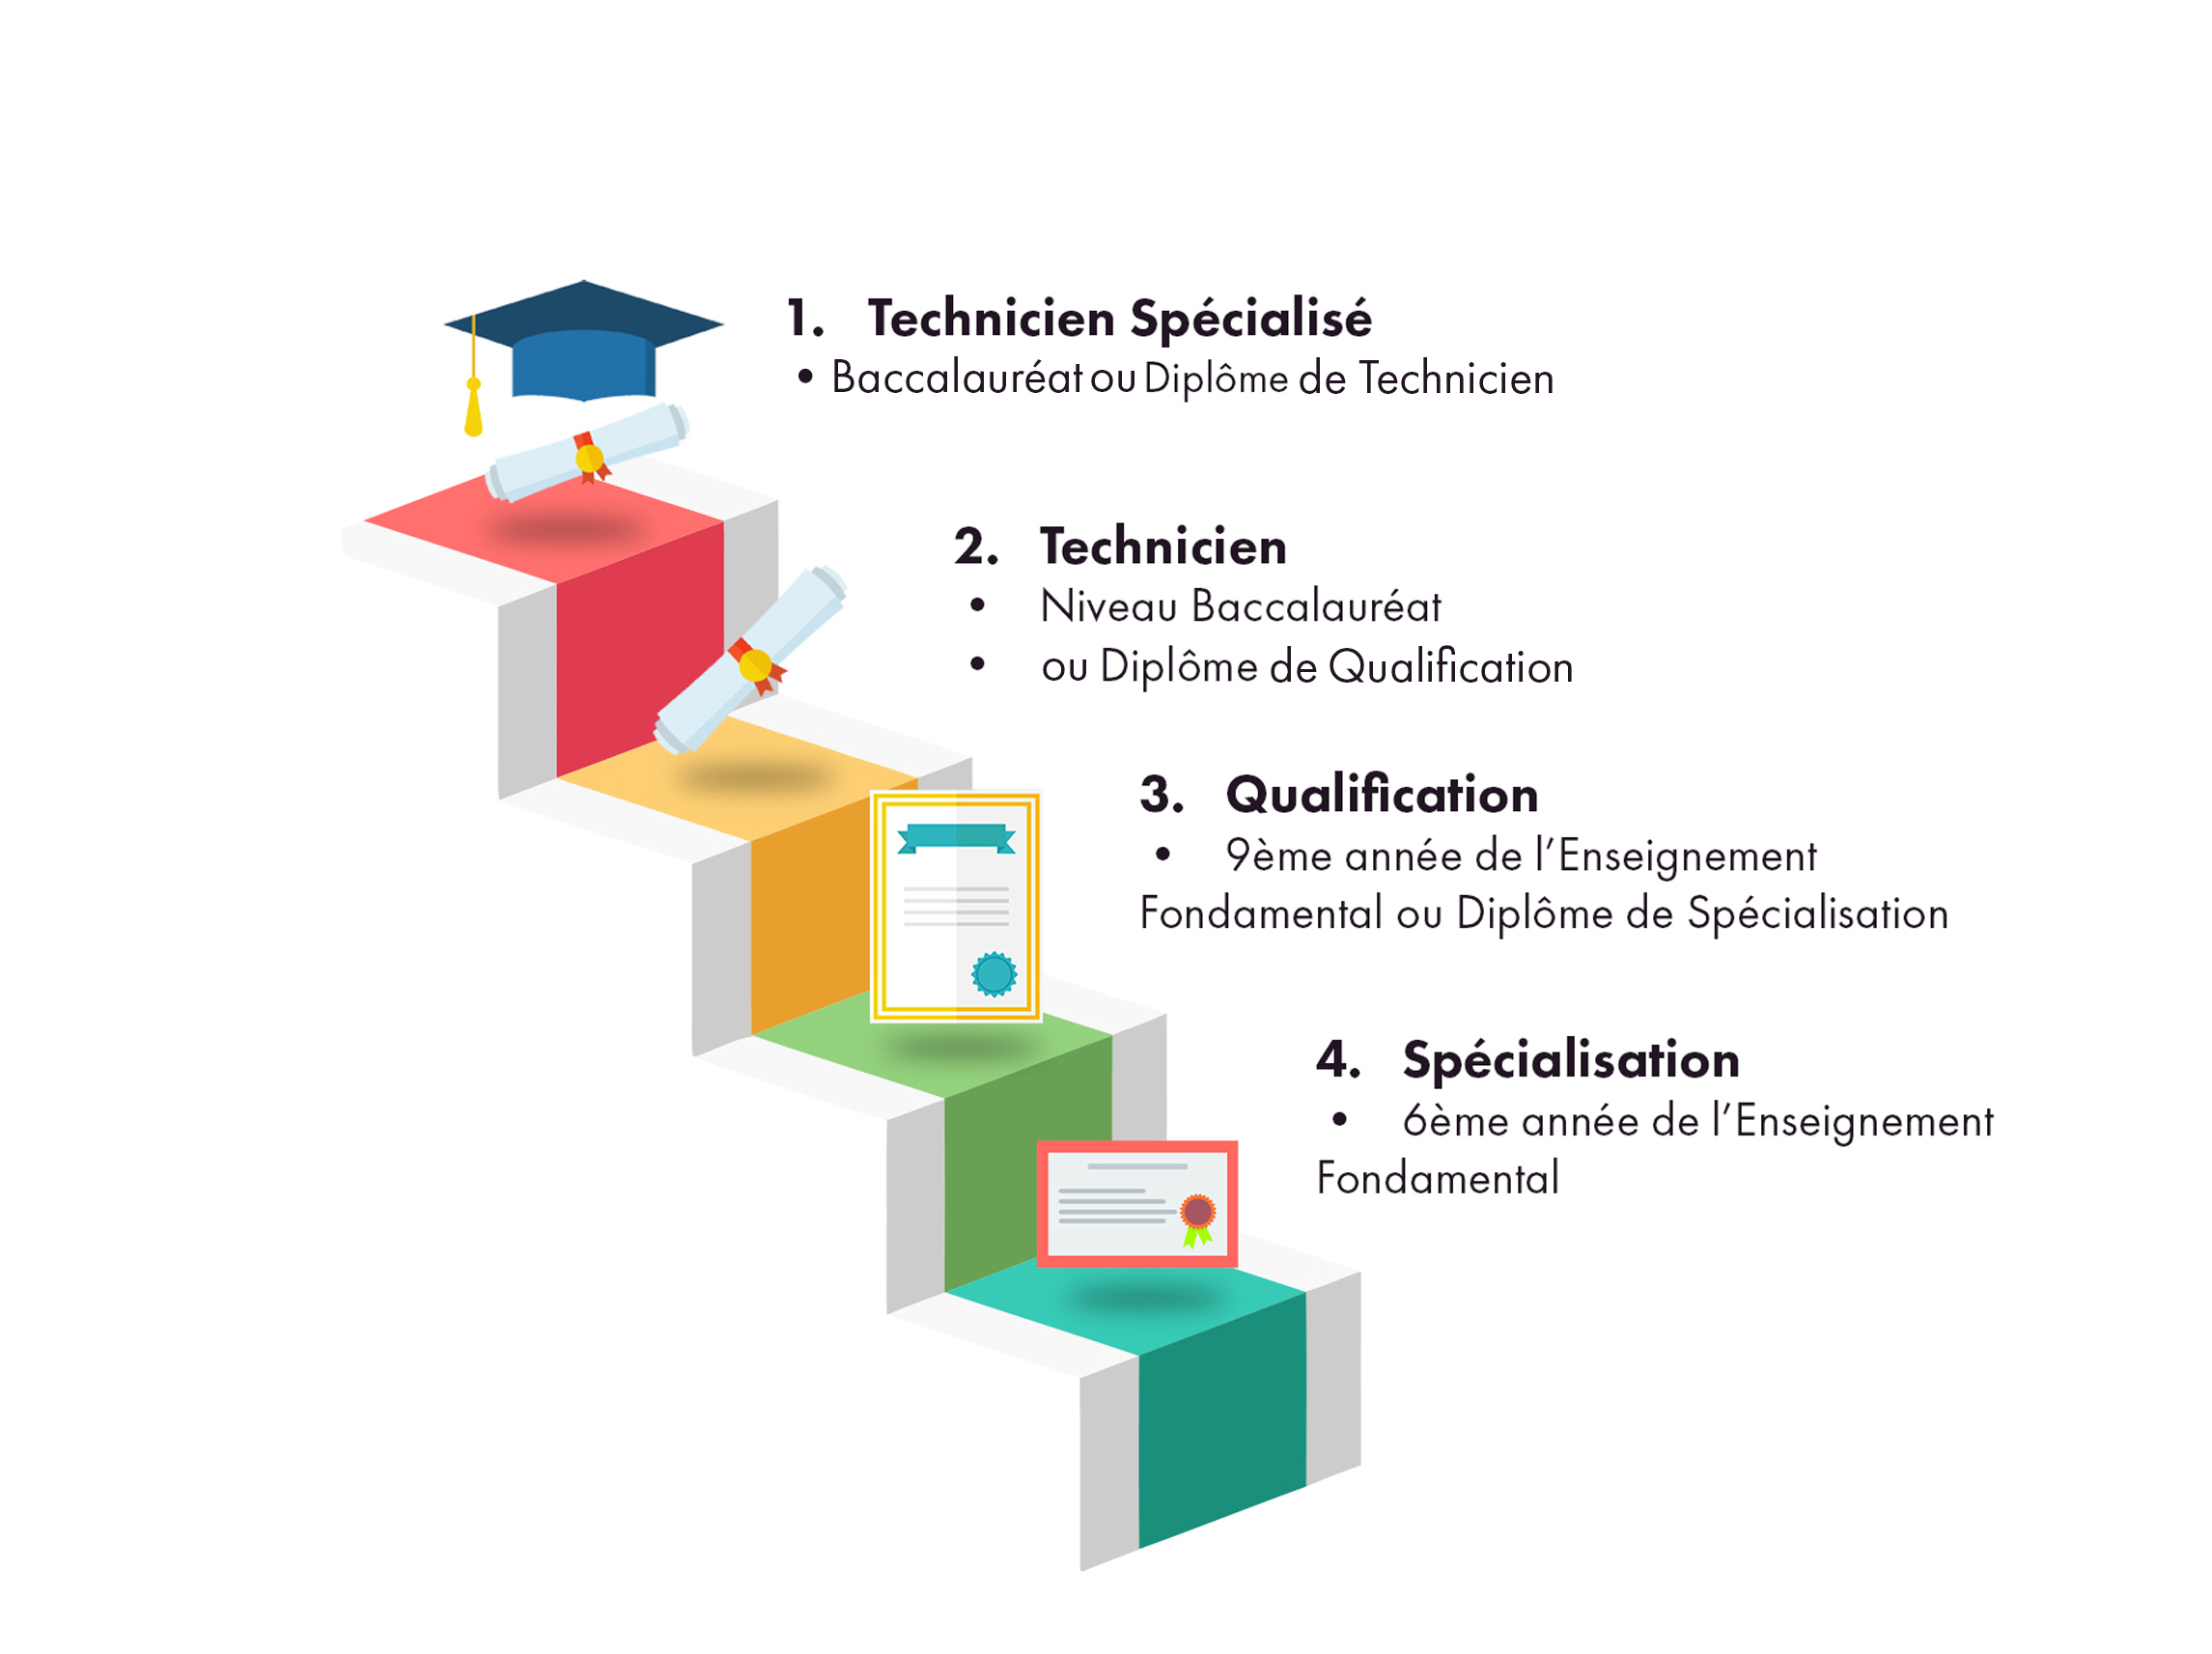 1. Technicien Spécialisé
• Baccalauréat ou Diplôme de Technicien
2. Technicien
• Niveau Baccalauréat
• ou Diplôme de Qualification
3. Qualification
• 9ème année de l’Enseignement
Fondamental ou Diplôme de Spécialisation
4. Spécialisation
• 6ème année de l’Enseignement
Fondamental